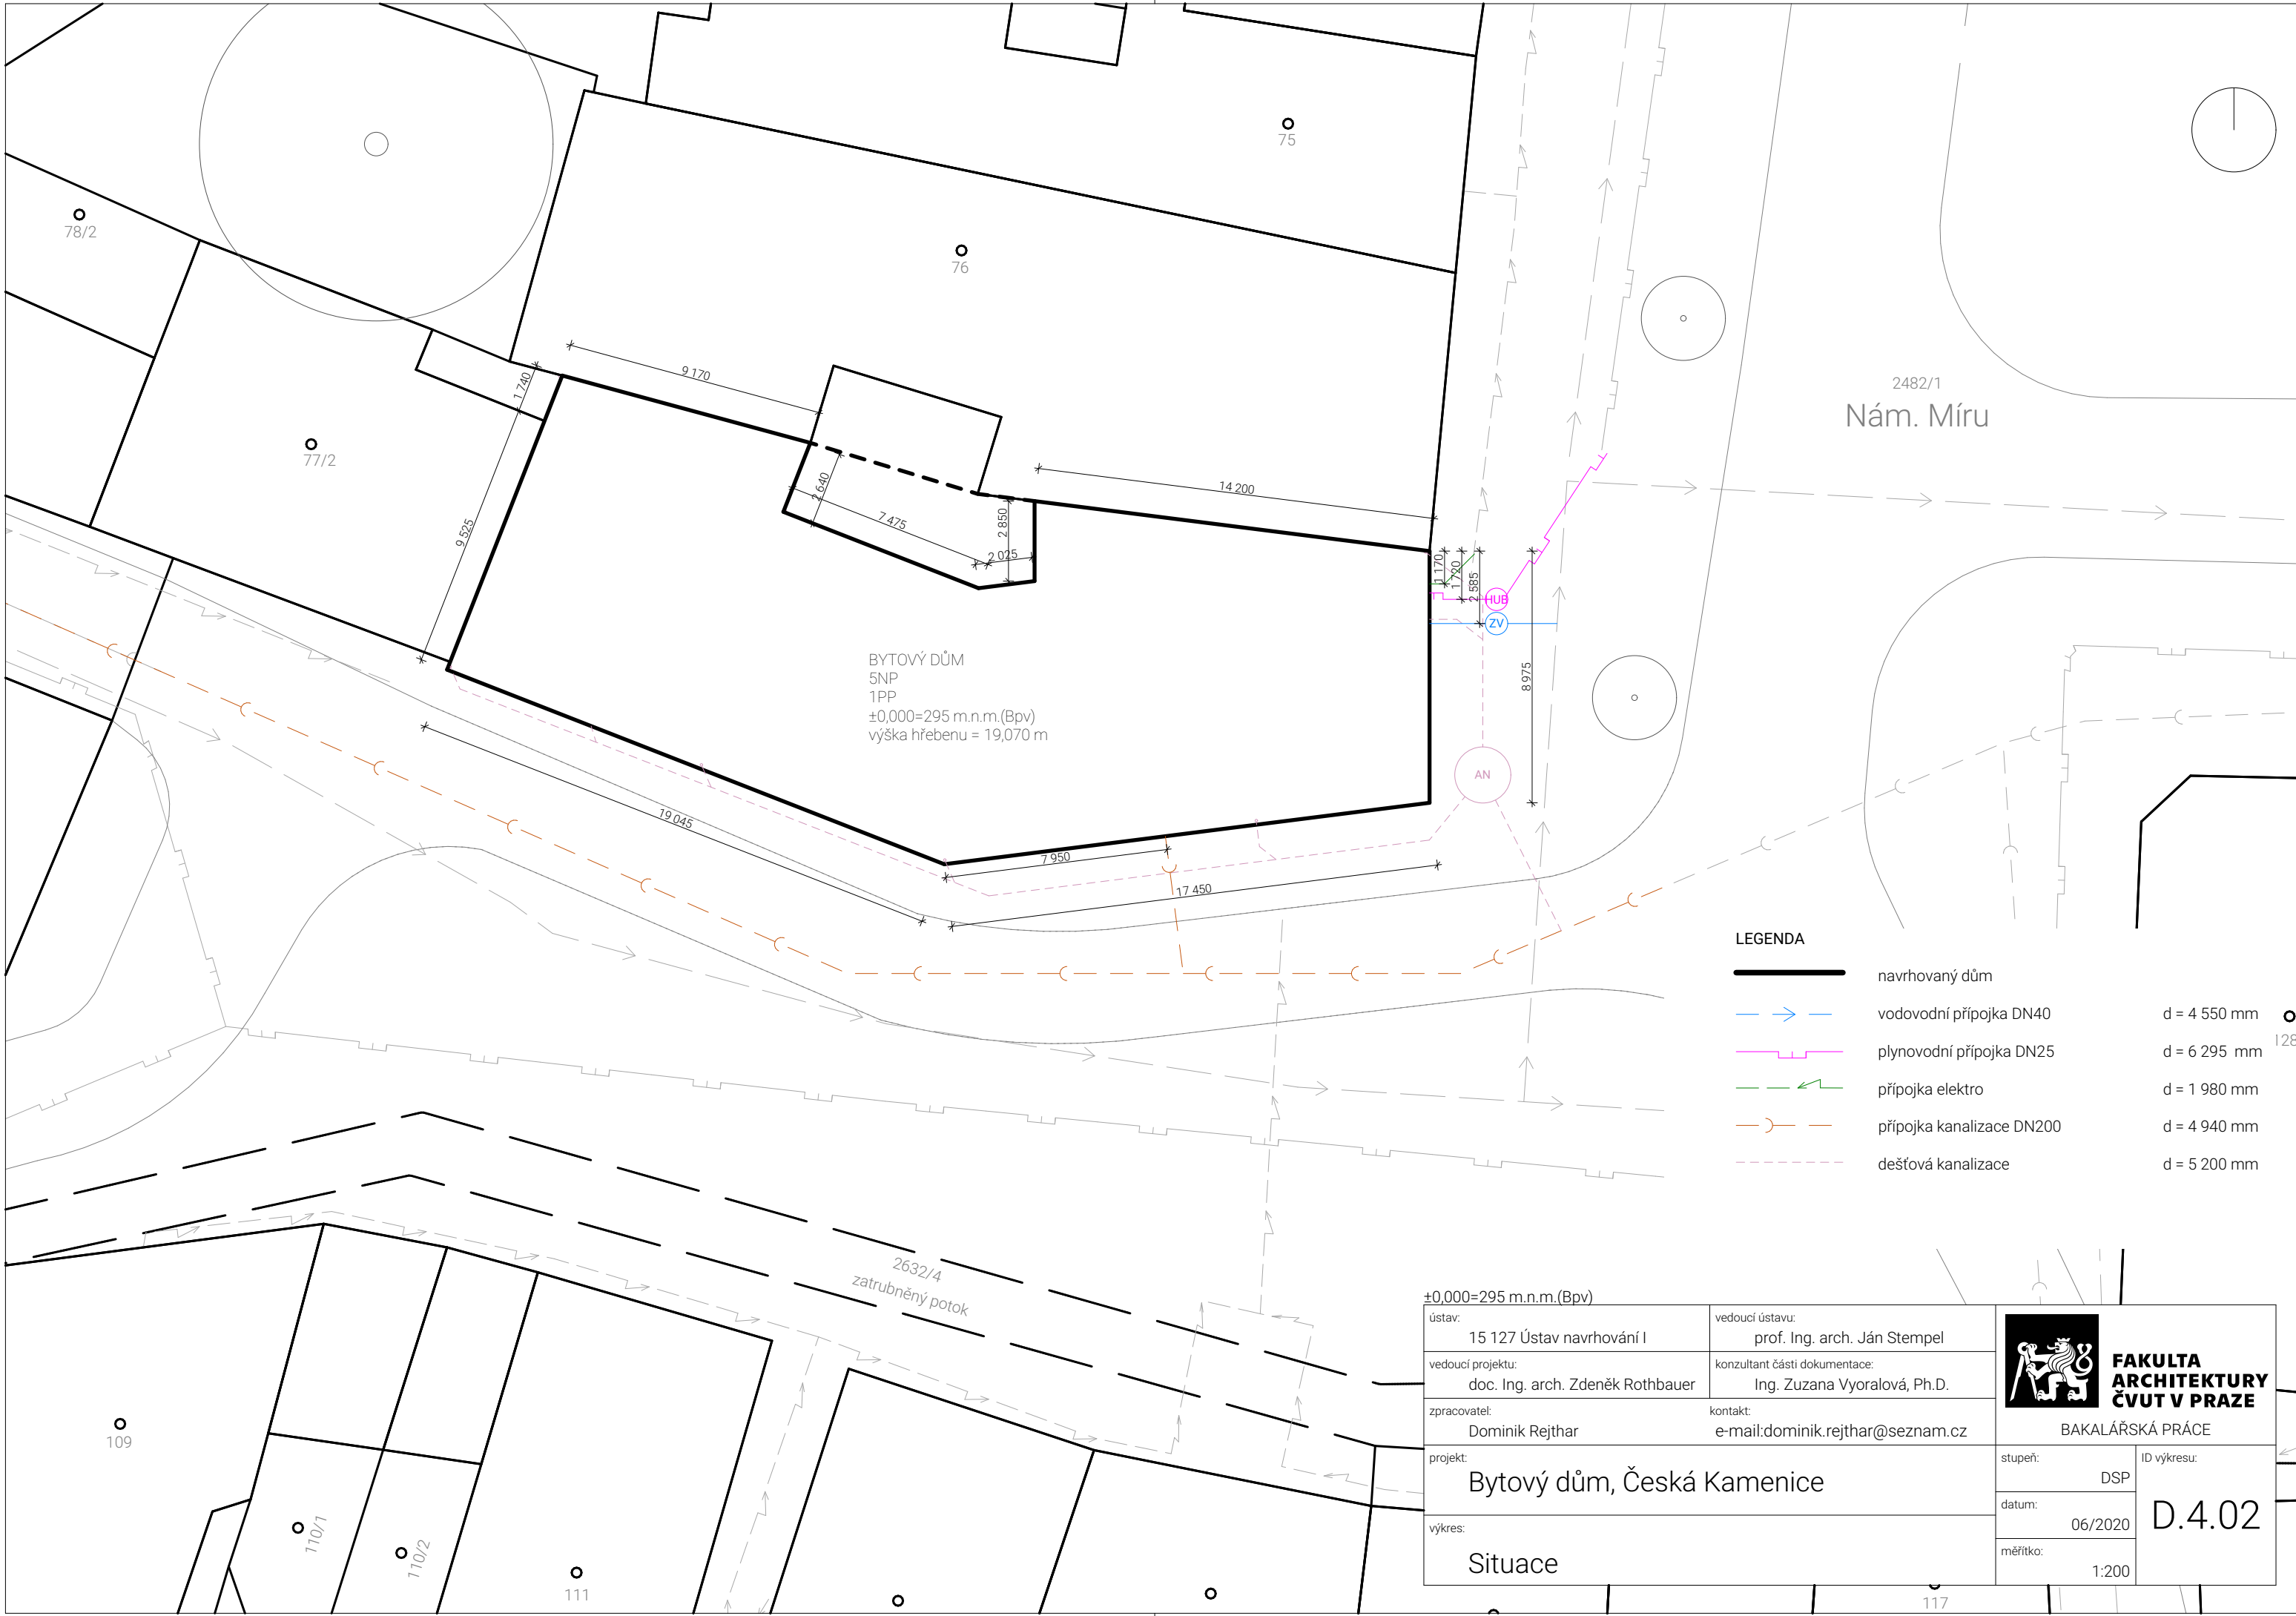 75
78/2
76
77/2
2482/1
Nám. Míru
1 740
9 170
9 525
2 640
7 475
2 850
2 025
14 200
1 170
1 720
2 585
HUB
ZV
8 975
AN
BYTOVÝ DŮM
5NP
1PP
±0,000=295 m.n.m.(Bpv)
výška hřebenu = 19,070 m
19 045
7 950
17 450
LEGENDA
navrhovaný dům
vodovodní přípojka DN40 d = 4 550 mm
plynovodní přípojka DN25 d = 6 295 mm
přípojka elektro d = 1 980 mm
přípojka kanalizace DN200 d = 4 940 mm
dešťová kanalizace d = 5 200 mm
128
2632/4
zatrubněný potok
109
110/1
110/2
111
117
±0,000=295 m.n.m.(Bpv)
ústav:
15 127 Ústav navrhování I
vedoucí ústavu:
prof. Ing. arch. Ján Stempel
vedoucí projektu:
doc. Ing. arch. Zdeněk Rothbauer
konzultant části dokumentace:
Ing. Zuzana Vyoralová, Ph.D.
zpracovatel:
Dominik Rejthar
kontakt:
e-mail:dominik.rejthar@seznam.cz
FAKULTA
ARCHITEKTURY
ČVUT V PRAZE
BAKALÁŘSKÁ PRÁCE
projekt:
Bytový dům, Česká Kamenice
výkres:
Situace
stupeň:
DSP
datum:
06/2020
měřítko:
1:200
ID výkresu:
D.4.02